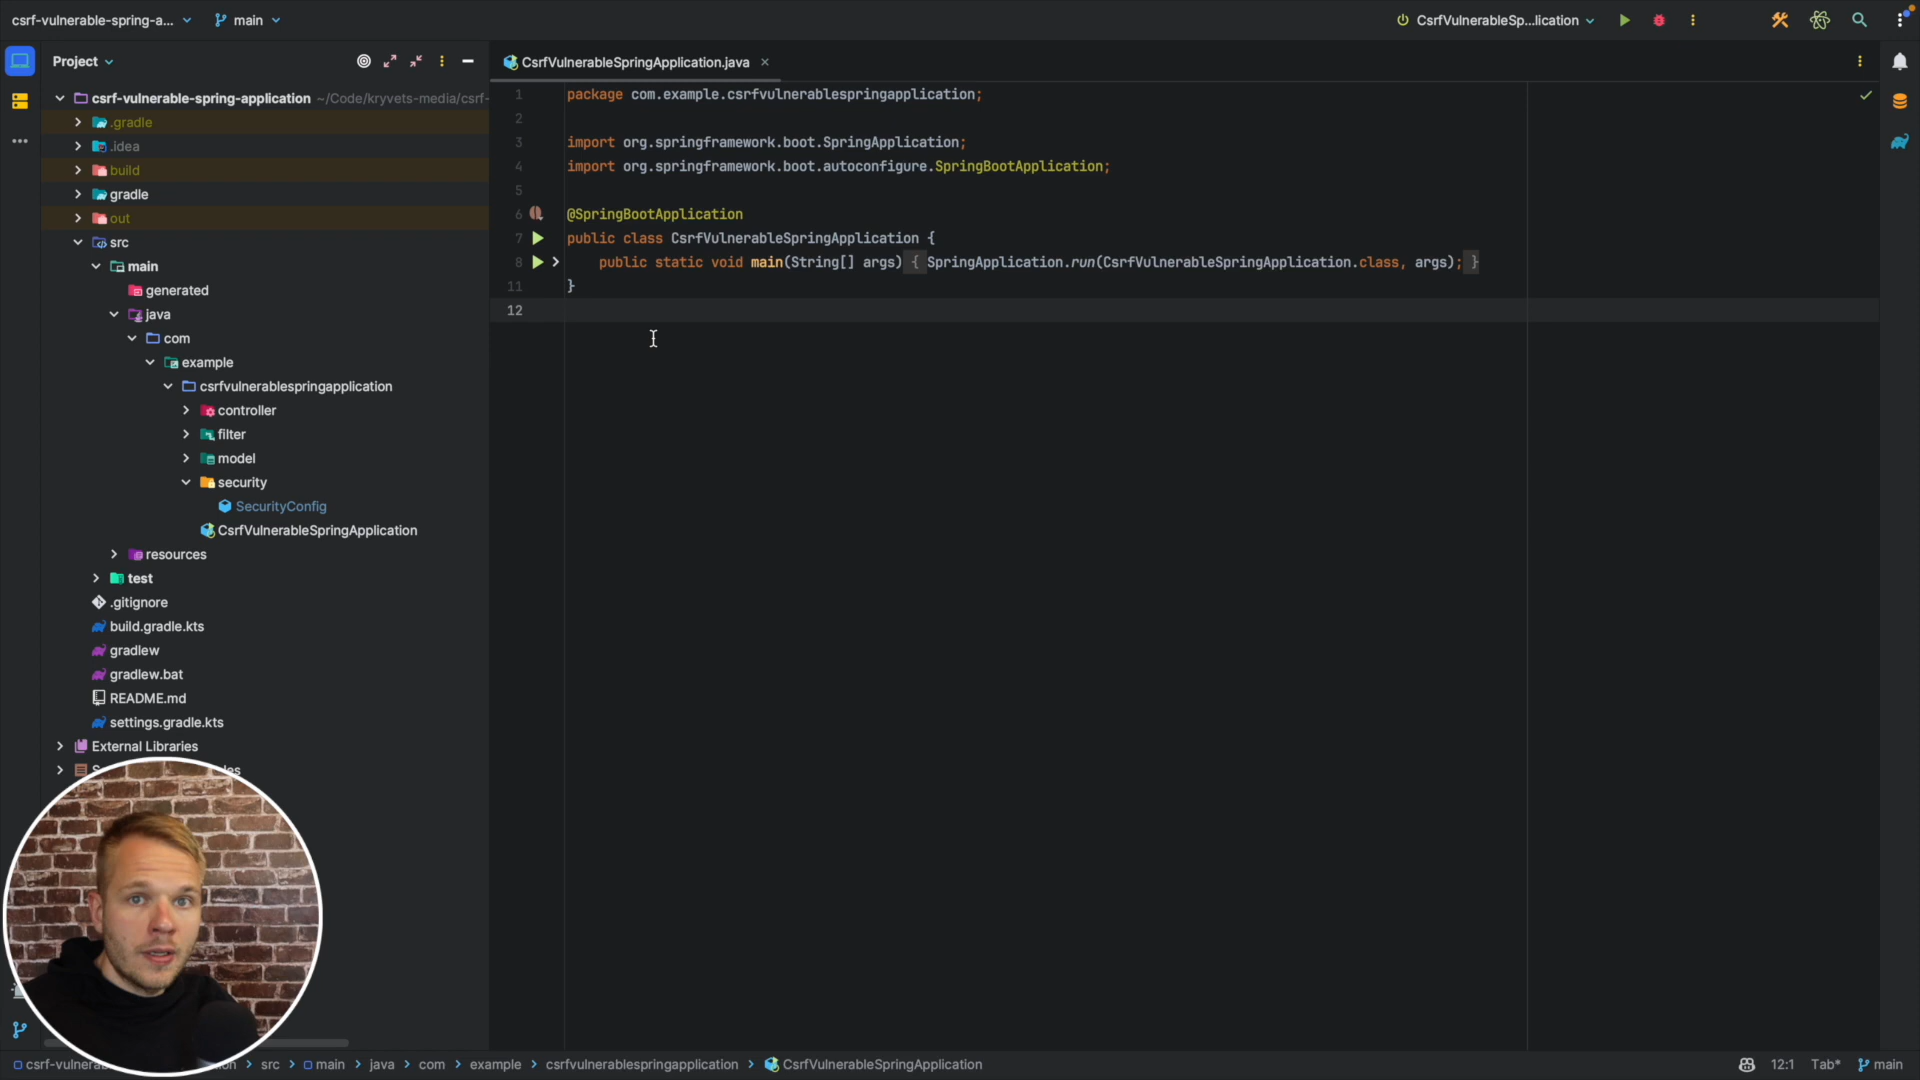 csrf-vulnerable-spring-a...
main
CsrfVulnerableSp...lication
Project
CsrfVulnerableSpringApplication.java
csrf-vulnerable-spring-application ~/Code/kryvets-media/csrf-
.gradle
.idea
build
gradle
out
src
main
generated
java
com
example
csrfvulnerablespringapplication
controller
filter
model
security
SecurityConfig
CsrfVulnerableSpringApplication
resources
test
.gitignore
build.gradle.kts
gradlew
gradlew.bat
README.md
settings.gradle.kts
External Libraries
1 package com.example.csrfvulnerablespringapplication;
2
3 import org.springframework.boot.SpringApplication;
4 import org.springframework.boot.autoconfigure.SpringBootApplication;
5
6 @SpringBootApplication
7 public class CsrfVulnerableSpringApplication {
8 public static void main(String[] args) { SpringApplication.run(CsrfVulnerableSpringApplication.class, args); }
11 }
12
csrf-vulnera
src > main > java > com > example > csrfvulnerablespringapplication > CsrfVulnerableSpringApplication
12:1 Tab* main